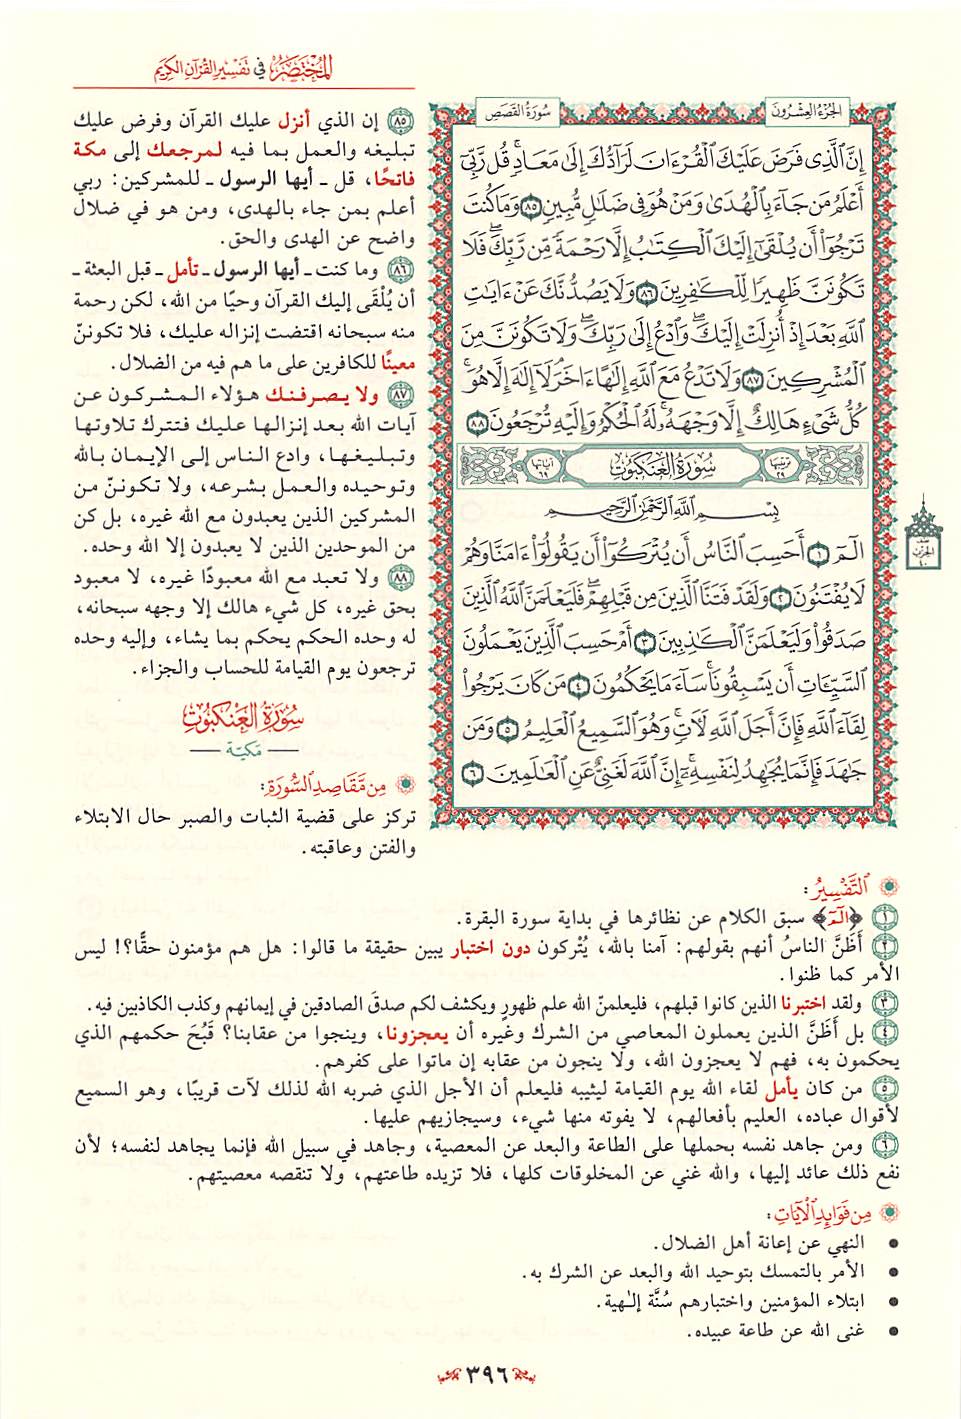 المختصر في تفسير القرآن الكريم
الجزء العشرون
سورة القصص
إِنَّ ٱلَّذِى فَرَضَ عَلَيْكَ ٱلْقُرْءَانَ لَرَآدُّكَ إِلَىٰ مَعَادٍ ۚ قُل رَّبِّىٓ
أَعْلَمُ مَن جَآءَ بِٱلْهُدَىٰ وَمَنْ هُوَ فِى ضَلَـٰلٍ مُّبِينٍ ٨٥ وَمَا كُنتَ
تَرْجُوٓا۟ أَن يُلْقَىٰٓ إِلَيْكَ ٱلْكِتَـٰبُ إِلَّا رَحْمَةً مِّن رَّبِّكَ ۖ فَلَا
تَكُونَنَّ ظَهِيرًا لِّلْكَـٰفِرِينَ ٨٦ وَلَا يَصُدُّنَّكَ عَنْ ءَايَـٰتِ
ٱللَّهِ بَعْدَ إِذْ أُنزِلَتْ إِلَيْكَ ۖ وَٱدْعُ إِلَىٰ رَبِّكَ ۖ وَلَا تَكُونَنَّ مِنَ
ٱلْمُشْرِكِينَ ٨٧ وَلَا تَدْعُ مَعَ ٱللَّهِ إِلَـٰهًا ءَاخَرَ ۘ لَآ إِلَـٰهَ إِلَّا هُوَ ۚ
كُلُّ شَىْءٍ هَالِكٌ إِلَّا وَجْهَهُۥ ۚ لَهُ ٱلْحُكْمُ وَإِلَيْهِ تُرْجَعُونَ ٨٨
ترتيبها ٢٩ سورة العنكبوت آياتها ٦٩
بِسْمِ ٱللَّهِ ٱلرَّحْمَـٰنِ ٱلرَّحِيمِ
الٓمٓ ١ أَحَسِبَ ٱلنَّاسُ أَن يُتْرَكُوٓا۟ أَن يَقُولُوٓا۟ ءَامَنَّا وَهُمْ
لَا يُفْتَنُونَ ٢ وَلَقَدْ فَتَنَّا ٱلَّذِينَ مِن قَبْلِهِمْ ۖ فَلَيَعْلَمَنَّ ٱللَّهُ ٱلَّذِينَ
صَدَقُوا۟ وَلَيَعْلَمَنَّ ٱلْكَـٰذِبِينَ ٣ أَمْ حَسِبَ ٱلَّذِينَ يَعْمَلُونَ
ٱلسَّيِّـَٔاتِ أَن يَسْبِقُونَا ۚ سَآءَ مَا يَحْكُمُونَ ٤ مَن كَانَ يَرْجُوا۟
لِقَآءَ ٱللَّهِ فَإِنَّ أَجَلَ ٱللَّهِ لَـَٔاتٍ ۚ وَهُوَ ٱلسَّمِيعُ ٱلْعَلِيمُ ٥ وَمَن
جَـٰهَدَ فَإِنَّمَا يُجَـٰهِدُ لِنَفْسِهِۦٓ ۚ إِنَّ ٱللَّهَ لَغَنِىٌّ عَنِ ٱلْعَـٰلَمِينَ ٦
نصف
الحزب
٤٠
٨٥ إن الذي أنزل عليك القرآن وفرض عليك
تبليغه والعمل بما فيه لمرجعك إلى مكة
فاتحًا، قل ـ أيها الرسول ـ للمشركين: ربي
أعلم بمن جاء بالهدى، ومن هو في ضلال
واضح عن الهدى والحق.
٨٦ وما كنت ـ أيها الرسول ـ تأمل ـ قبل البعثة ـ
أن يُلْقَى إليك القرآن وحيًا من الله، لكن رحمة
منه سبحانه اقتضت إنزاله عليك، فلا تكوننّ
معينًا للكافرين على ما هم فيه من الضلال.
٨٧ ولا يصرفنك هؤلاء المشركون عن
آيات الله بعد إنزالها عليك فتترك تلاوتها
وتبليغها، وادع الناس إلى الإيمان بالله
وتوحيده والعمل بشرعه، ولا تكوننّ من
المشركين الذين يعبدون مع الله غيره، بل كن
من الموحدين الذين لا يعبدون إلا الله وحده.
٨٨ ولا تعبد مع الله معبودًا غيره، لا معبود
بحق غيره، كل شيء هالك إلا وجهه سبحانه،
له وحده الحكم يحكم بما يشاء، وإليه وحده
ترجعون يوم القيامة للحساب والجزاء.
سورة العنكبوت
مكية
من مقاصد السورة:
تركز على قضية الثبات والصبر حال الابتلاء
والفتن وعاقبته.
التفسير:
١ ﴿الٓمٓ﴾ سبق الكلام عن نظائرها في بداية سورة البقرة.
٢ أَظَنَّ الناسُ أنهم بقولهم: آمنا بالله، يُتْركون دون اختبار يبين حقيقة ما قالوا: هل هم مؤمنون حقًّا؟! ليس
الأمر كما ظنوا.
٣ ولقد اختبرنا الذين كانوا قبلهم، فليعلمنّ الله علم ظهورٍ ويكشف لكم صدقَ الصادقين في إيمانهم وكذب الكاذبين فيه.
٤ بل أَظَنَّ الذين يعملون المعاصي من الشرك وغيره أن يعجزونا، وينجوا من عقابنا؟ قَبُحَ حكمهم الذي
يحكمون به، فهم لا يعجزون الله، ولا ينجون من عقابه إن ماتوا على كفرهم.
٥ من كان يأمل لقاء الله يوم القيامة ليثيبه فليعلم أن الأجل الذي ضربه الله لذلك لآت قريبًا، وهو السميع
لأقوال عباده، العليم بأفعالهم، لا يفوته منها شيء، وسيجازيهم عليها.
٦ ومن جاهد نفسه بحملها على الطاعة والبعد عن المعصية، وجاهد في سبيل الله فإنما يجاهد لنفسه؛ لأن
نفع ذلك عائد إليها، والله غني عن المخلوقات كلها، فلا تزيده طاعتهم، ولا تنقصه معصيتهم.
من فوائد الآيات:
• النهي عن إعانة أهل الضلال.
• الأمر بالتمسك بتوحيد الله والبعد عن الشرك به.
• ابتلاء المؤمنين واختبارهم سُنَّة إلـٰهية.
• غنى الله عن طاعة عبيده.
٣٩٦